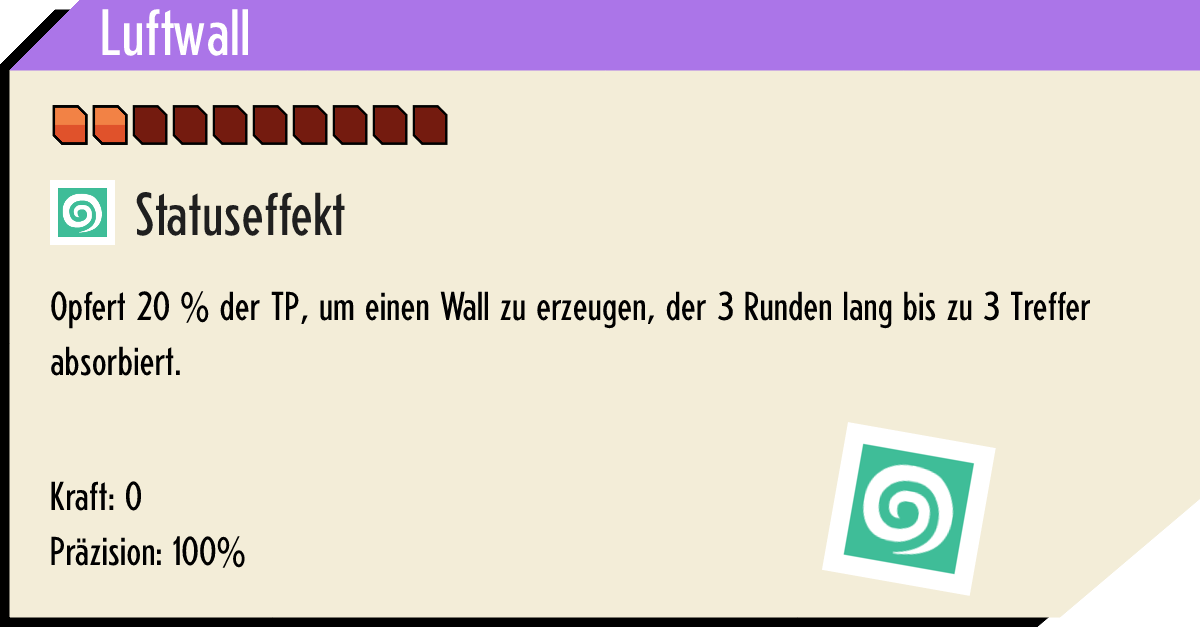 Luftwall
Statuseffekt
Opfert 20 % der TP, um einen Wall zu erzeugen, der 3 Runden lang bis zu 3 Treffer
absorbiert.
Kraft: 0
Präzision: 100%